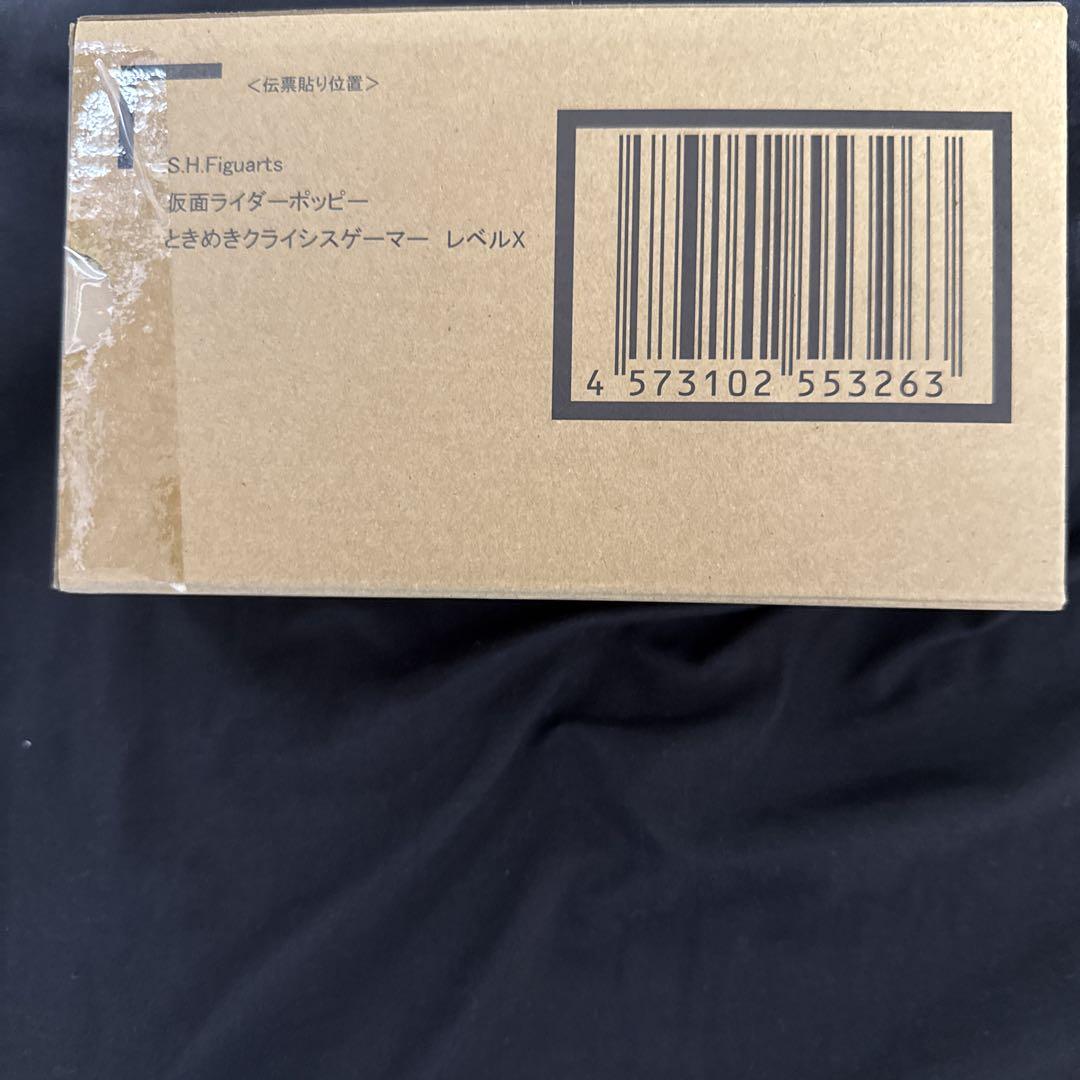 ＜伝票貼り位置＞
S.H.Figuarts
仮面ライダーポッピー
ときめきクライシスゲーマー　レベルX
4 573102 553263